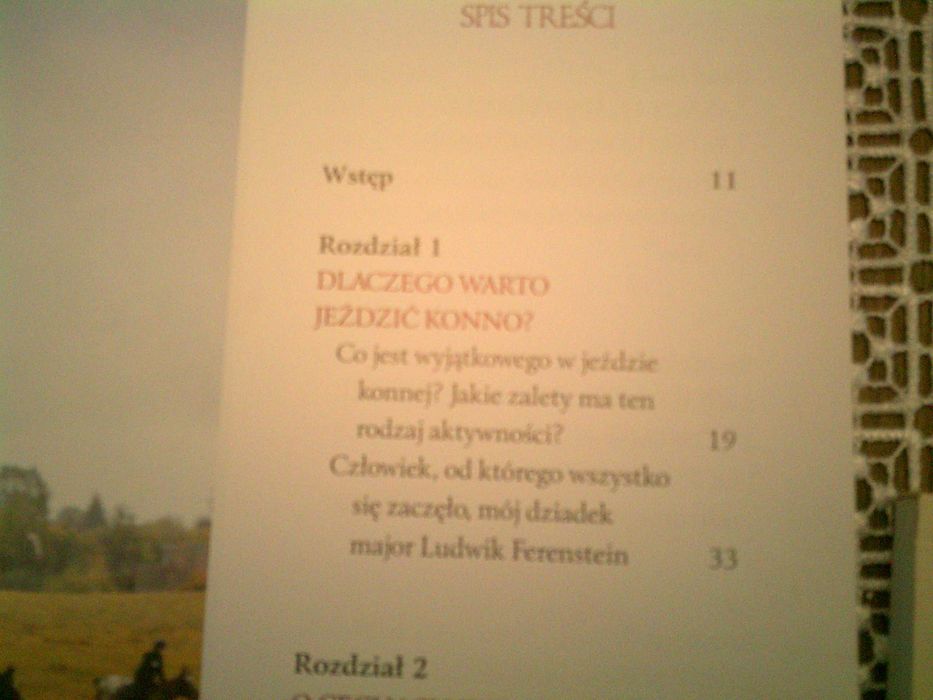 SPIS TREŚCI
Wstęp 11
Rozdział 1
DLACZEGO WARTO
JEŹDZIĆ KONNO?
Co jest wyjątkowego w jeździe
konnej? Jakie zalety ma ten
rodzaj aktywności? 19
Człowiek, od którego wszystko
się zaczęło, mój dziadek
major Ludwik Ferenstein 33
Rozdział 2